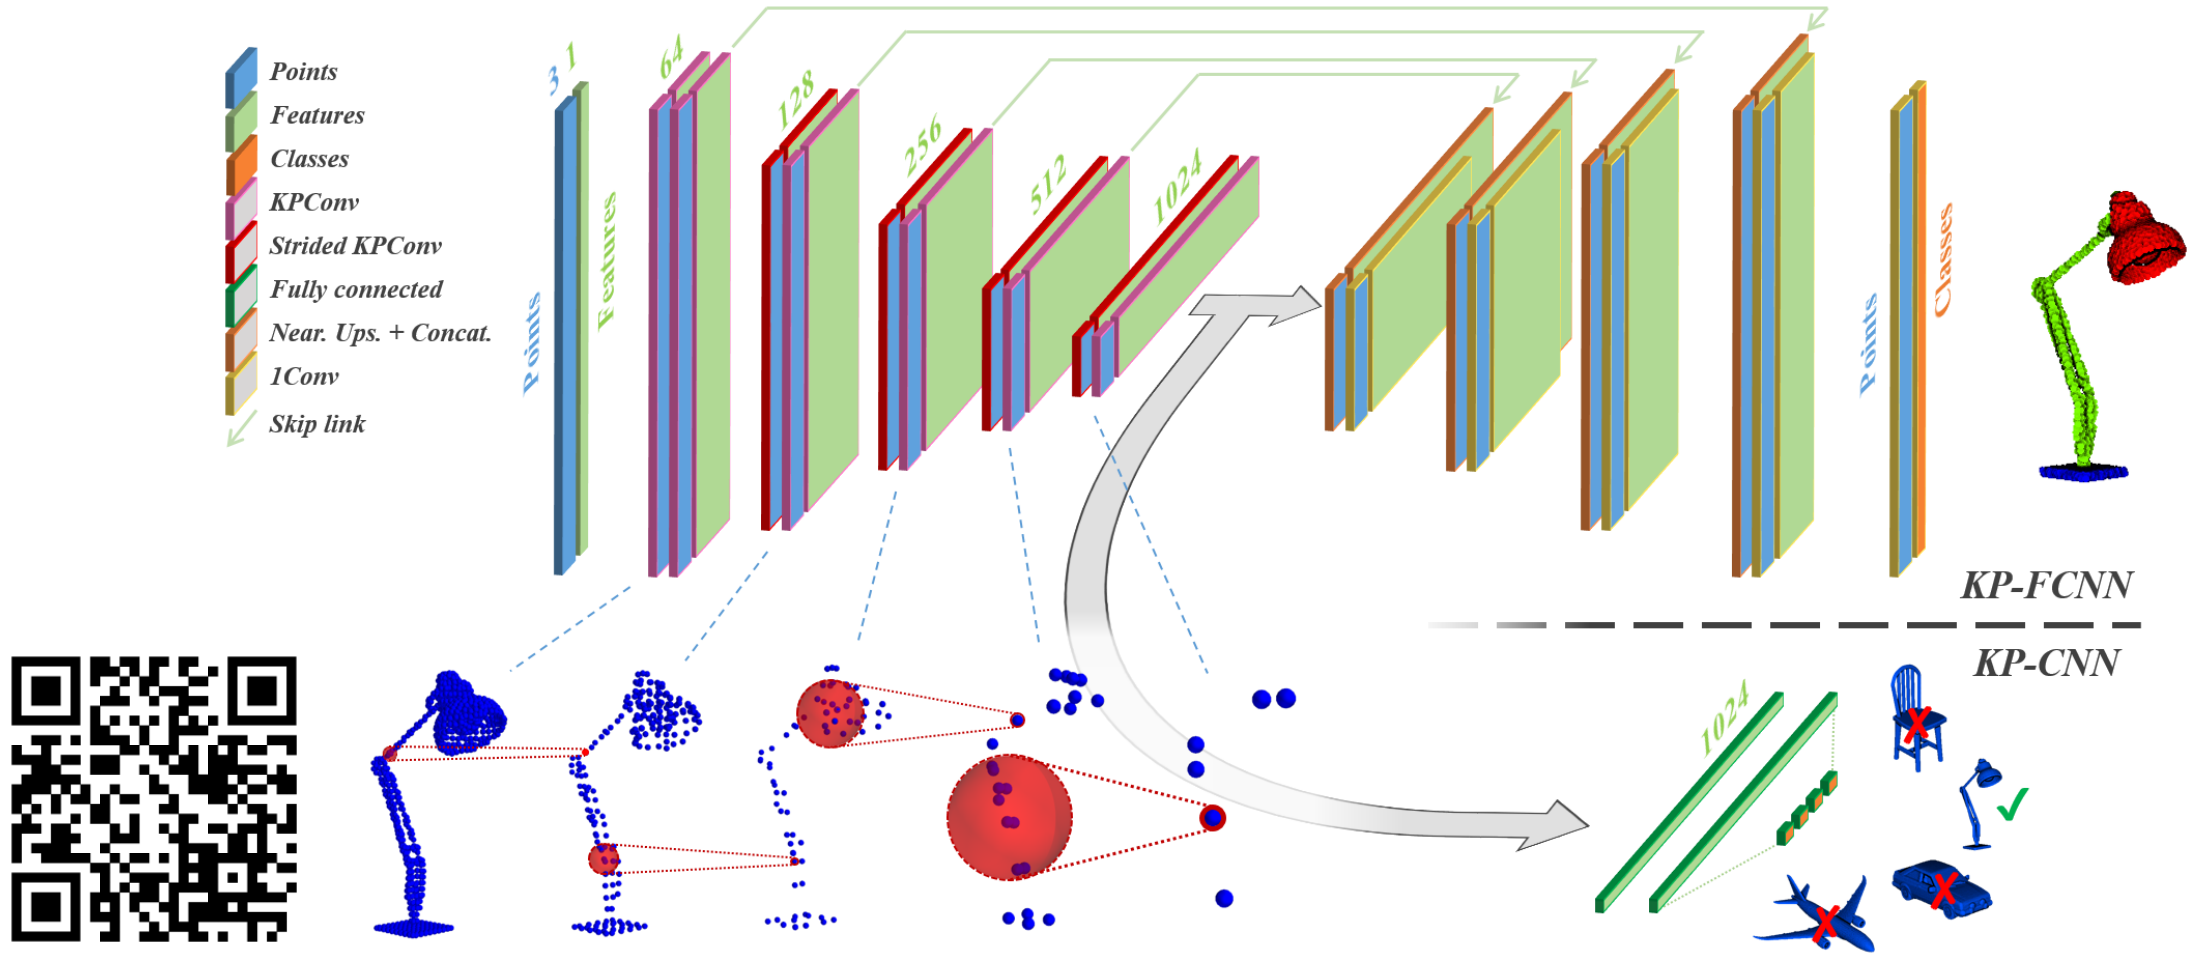 Points
Features
Classes
KPConv
Strided KPConv
Fully connected
Near. Ups. + Concat.
1Conv
Skip link
Points
3
1
Features
64
128
256
512
1024
Points
Classes
KP-FCNN
KP-CNN
1024